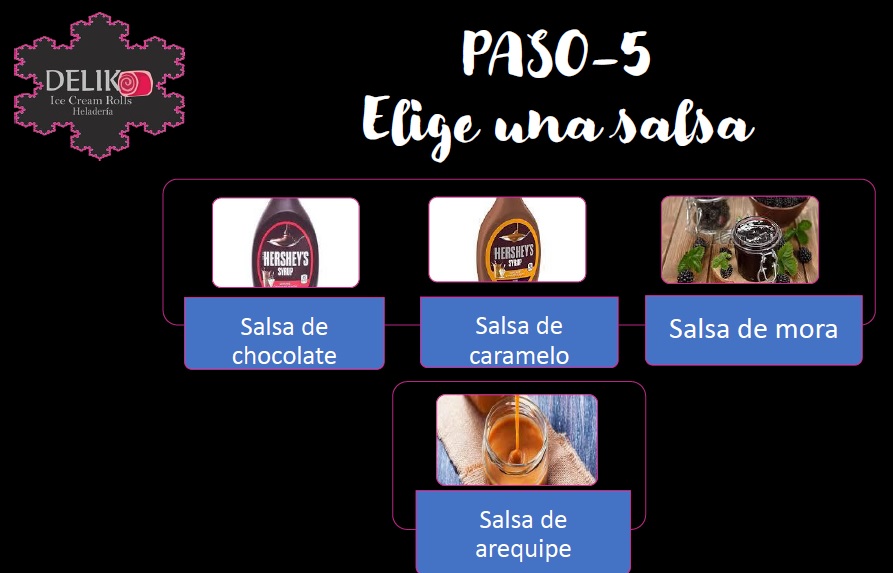 DELIKO
Ice Cream Rolls
Heladería
PASO-5
Elige una salsa
HERSHEY'S
SYRUP
HERSHEY'S
SYRUP
Salsa de
chocolate
Salsa de
caramelo
Salsa de mora
Salsa de
arequipe